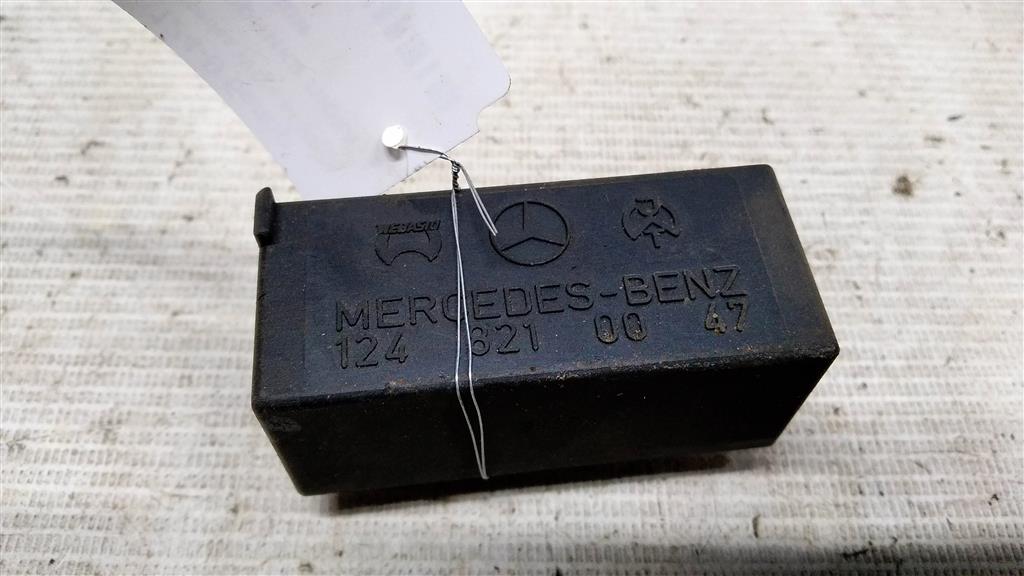 WEBASTO
MERCEDES-BENZ
124 821 00 47